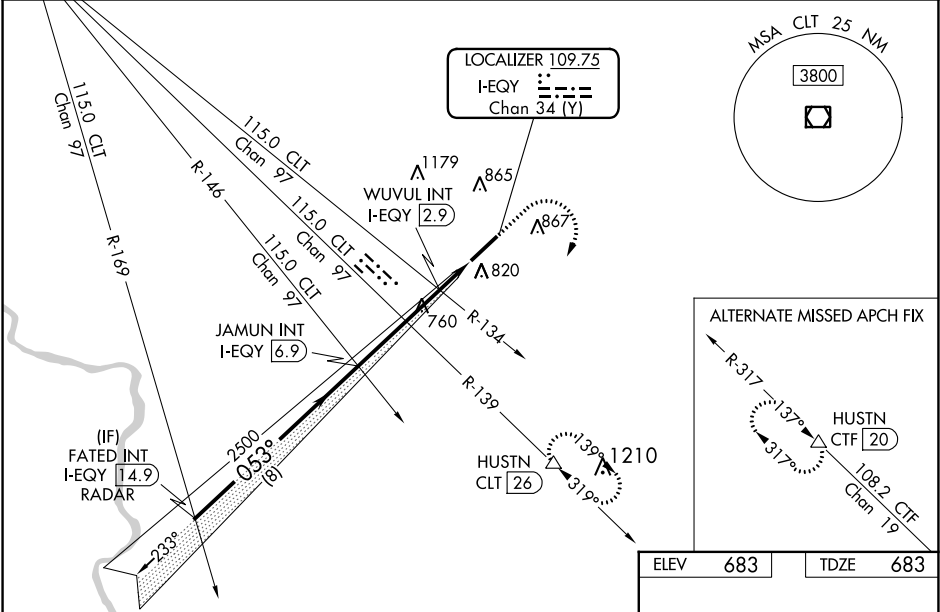 MSA CLT 25 NM
3800
LOCALIZER 109.75
I-EQY
Chan 34 (Y)
115.0 CLT
Chan 97
R-169
115.0 CLT
Chan 97
R-134
115.0 CLT
Chan 97
R-139
R-146
115.0 CLT
Chan 97
1179
865
WUVUL INT
I-EQY 2.9
867
820
760
JAMUN INT
I-EQY 6.9
(IF)
FATED INT
I-EQY 14.9
RADAR
2500
053°
(8)
233°
HUSTN
CLT 26
139°
319°
1210
ALTERNATE MISSED APCH FIX
R-317
137°
317°
HUSTN
CTF 20
108.2 CTF
Chan 19
ELEV 683
TDZE 683